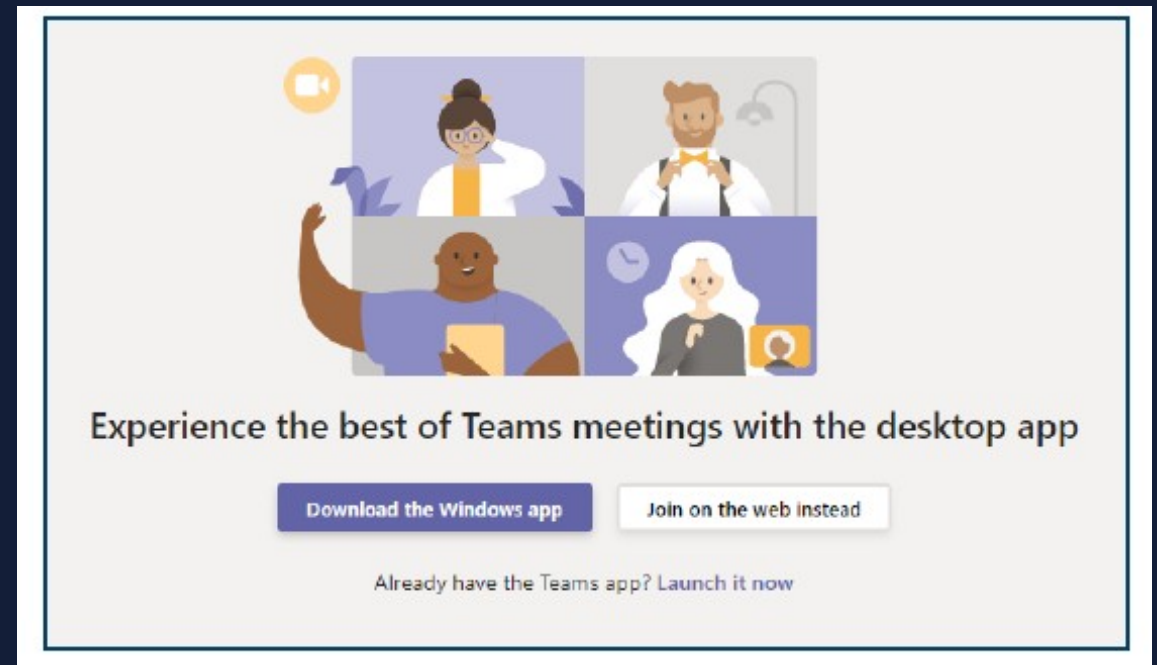 Experience the best of Teams meetings with the desktop app
Download the Windows app
Join on the web instead
Already have the Teams app? Launch it now